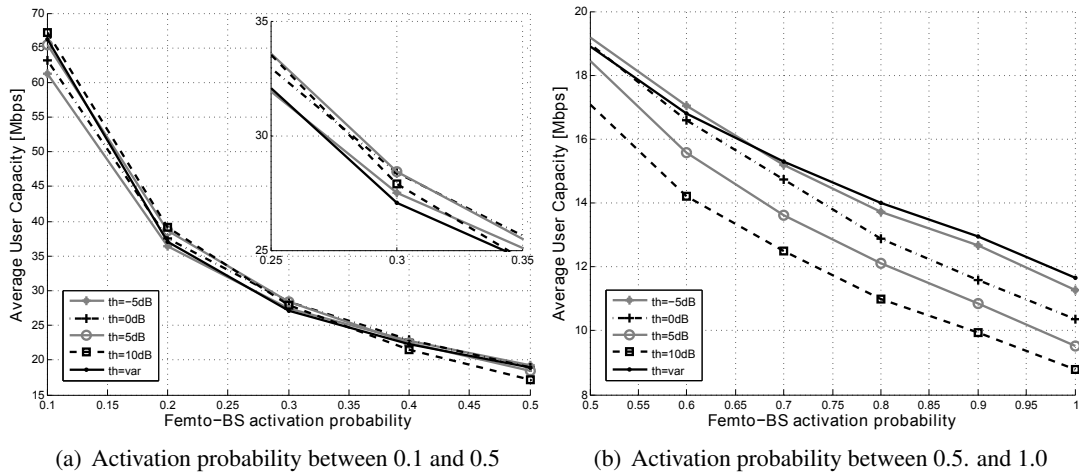 70
65
60
55
50
45
40
35
30
25
20
15
Average User Capacity [Mbps]
35
30
25
0.25
0.3
0.35
th=−5dB
th=0dB
th=5dB
th=10dB
th=var
0.1 0.15 0.2 0.25 0.3 0.35 0.4 0.45 0.5
Femto−BS activation probability
(a) Activation probability between 0.1 and 0.5
20
18
16
14
12
10
8
Average User Capacity [Mbps]
th=−5dB
th=0dB
th=5dB
th=10dB
th=var
0.5 0.55 0.6 0.65 0.7 0.75 0.8 0.85 0.9 0.95 1
Femto−BS activation probability
(b) Activation probability between 0.5. and 1.0